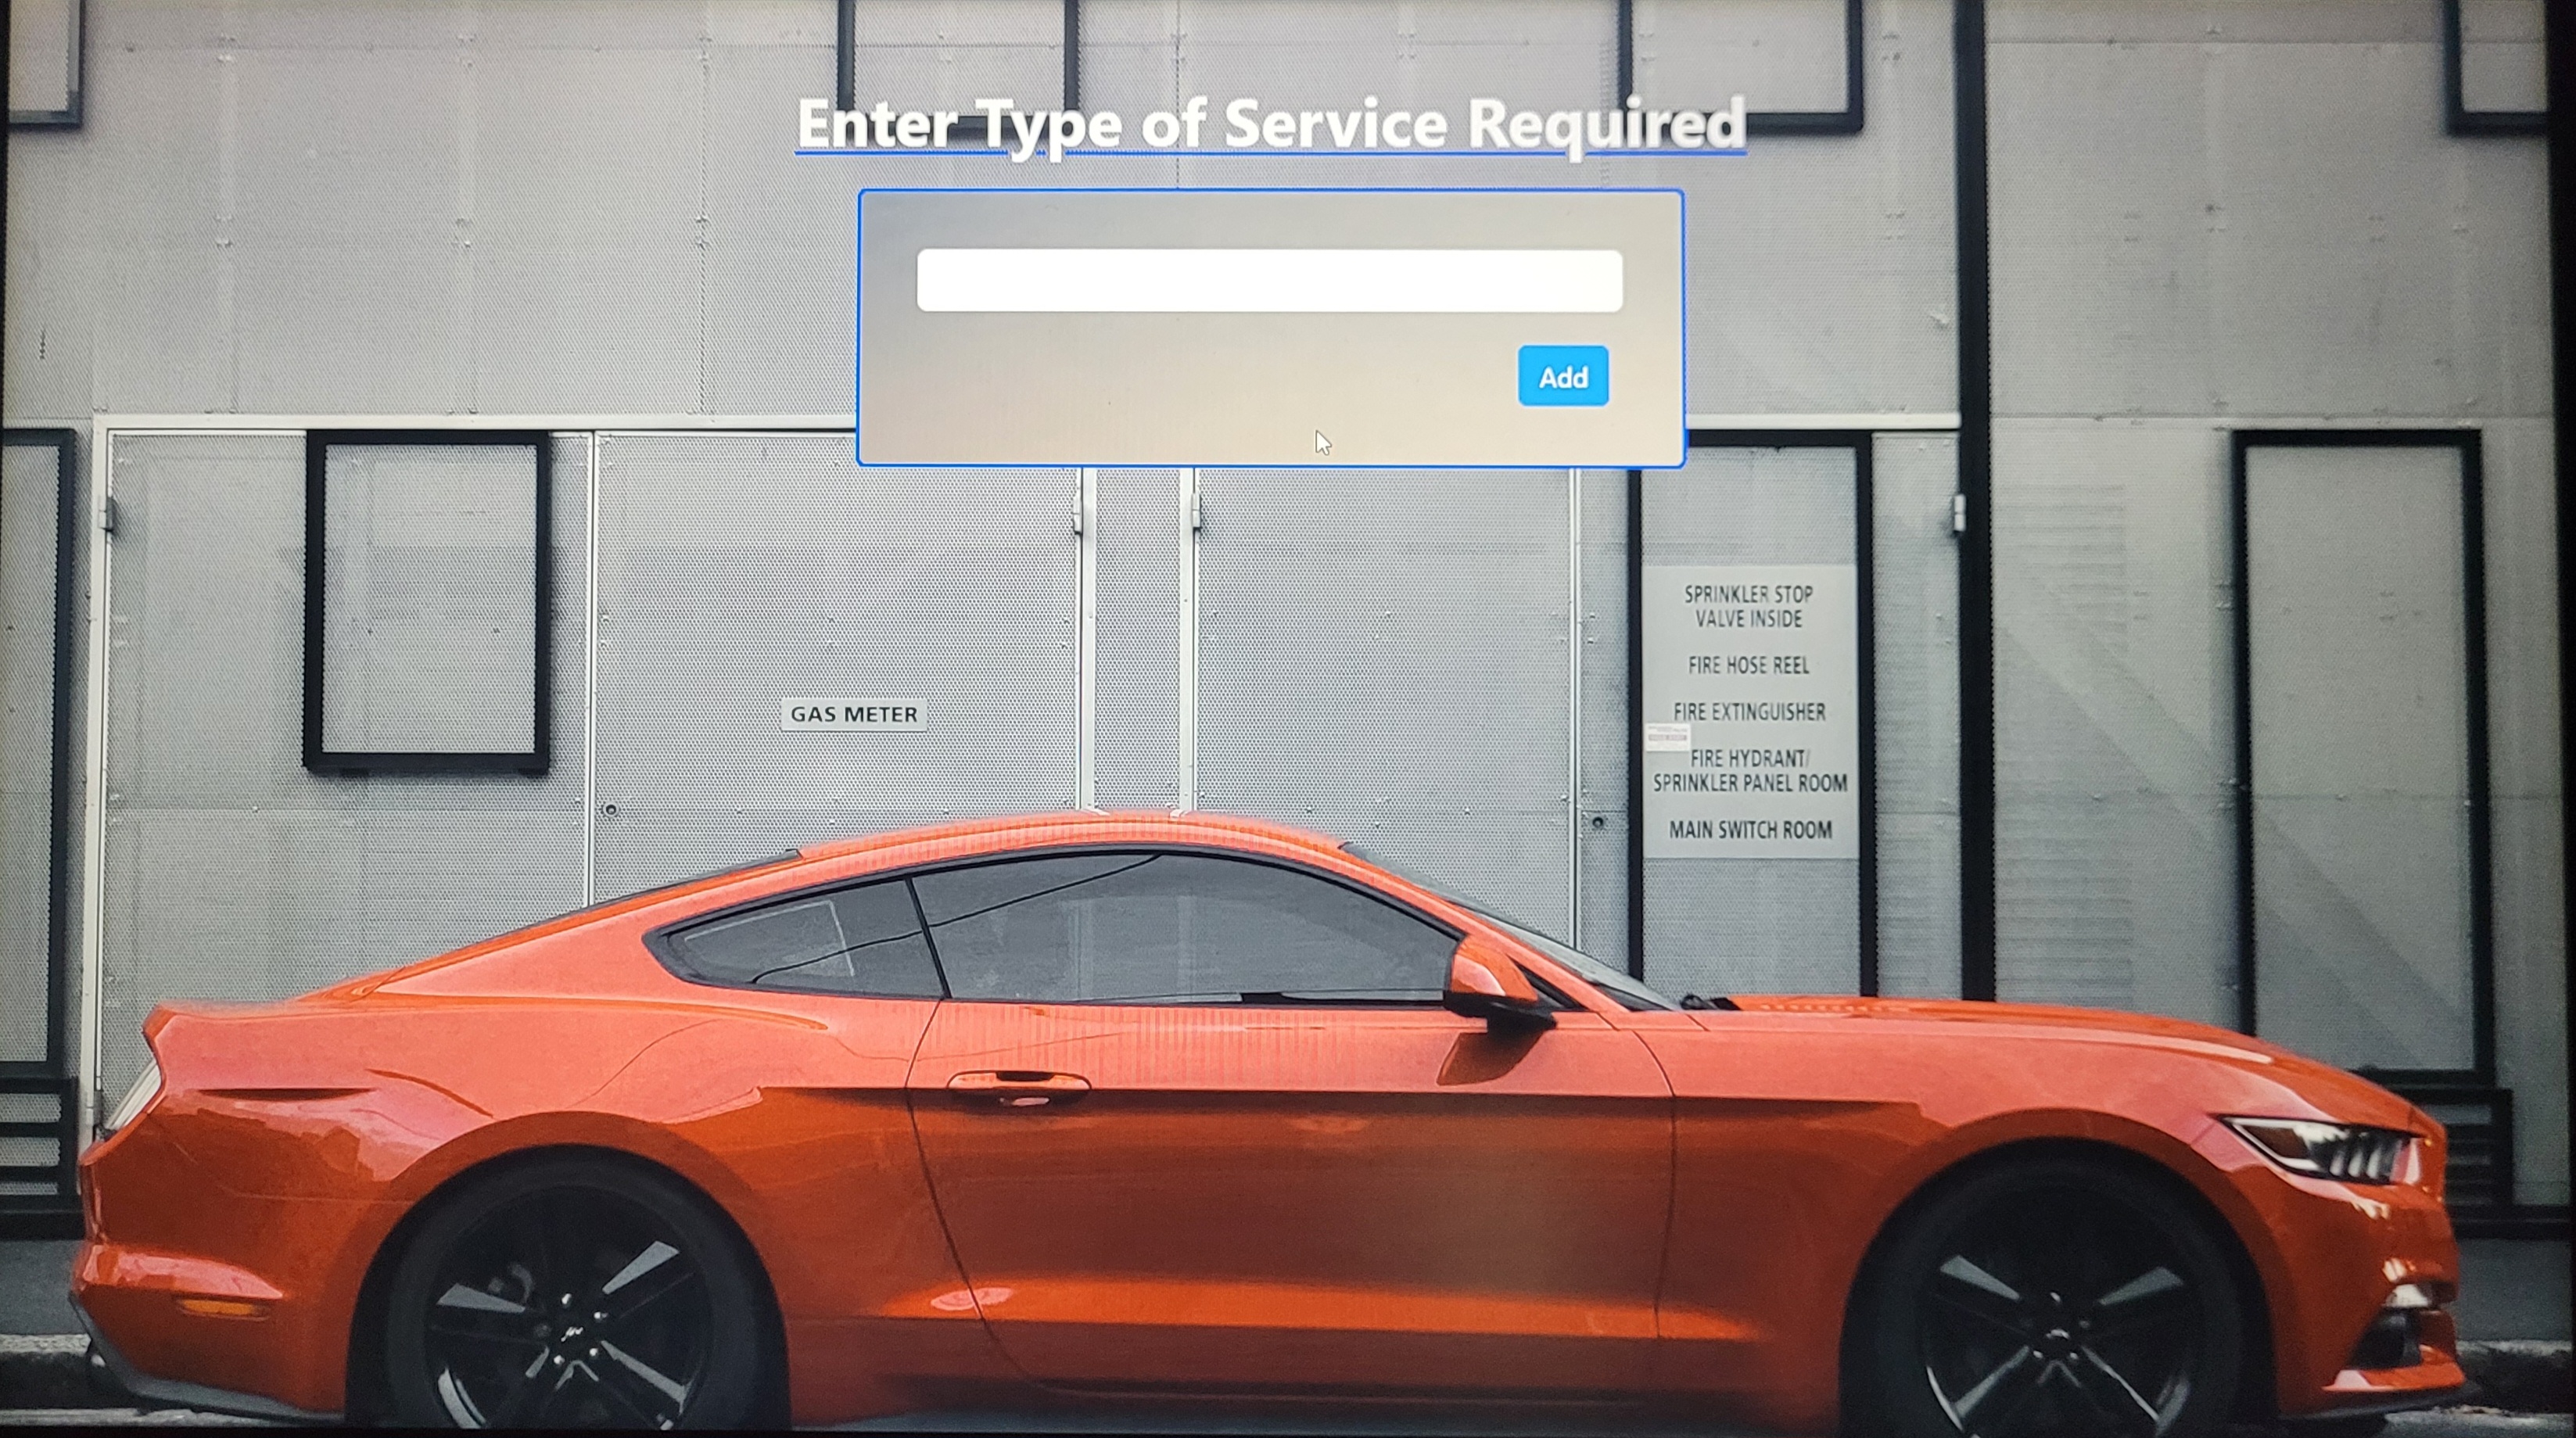 Enter Type of Service Required
Add
GAS METER
SPRINKLER STOP
VALVE INSIDE
FIRE HOSE REEL
FIRE EXTINGUISHER
FIRE HYDRANT/
SPRINKLER PANEL ROOM
MAIN SWITCH ROOM